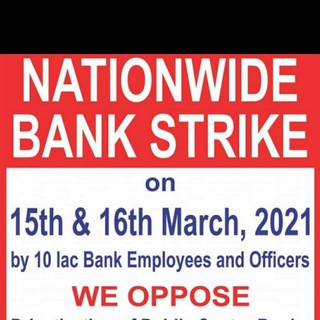 NATIONWIDE
BANK STRIKE
on
15th & 16th March, 2021
by 10 lac Bank Employees and Officers
WE OPPOSE